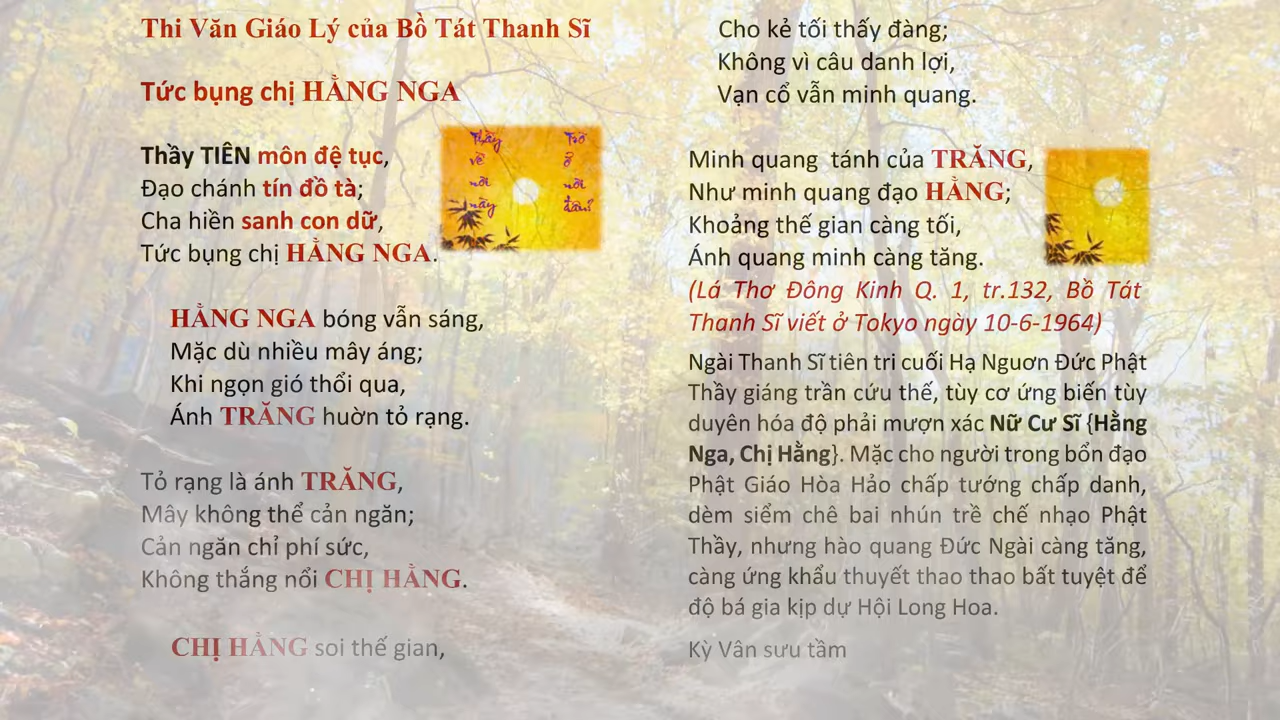 Thi Văn Giáo Lý của Bồ Tát Thanh Sĩ
Tức bụng chị HẰNG NGA
Thầy TIÊN môn đệ tục,
Đạo chánh tín đồ tà;
Cha hiền sanh con dữ,
Tức bụng chị HẰNG NGA.
Thầy Trò
về ở
nơi nơi
này đâu?
HẰNG NGA bóng vẫn sáng,
Mặc dù nhiều mây áng;
Khi ngọn gió thổi qua,
Ánh TRĂNG huờn tỏ rạng.
Tỏ rạng là ánh TRĂNG,
Mây không thể cản ngăn;
Cản ngăn chỉ phí sức,
Không thắng nổi CHỊ HẰNG.
CHỊ HẰNG soi thế gian,
Cho kẻ tối thấy đàng;
Không vì câu danh lợi,
Vạn cổ vẫn minh quang.
Minh quang tánh của TRĂNG,
Như minh quang đạo HẰNG;
Khoảng thế gian càng tối,
Ánh quang minh càng tăng.
(Lá Thơ Đông Kinh Q. 1, tr.132, Bồ Tát
Thanh Sĩ viết ở Tokyo ngày 10-6-1964)
Ngài Thanh Sĩ tiên tri cuối Hạ Nguơn Đức Phật
Thầy giáng trần cứu thế, tùy cơ ứng biến tùy
duyên hóa độ phải mượn xác Nữ Cư Sĩ {Hằng
Nga, Chị Hằng}. Mặc cho người trong bổn đạo
Phật Giáo Hòa Hảo chấp tướng chấp danh,
dèm siểm chê bai nhún trề chế nhạo Phật
Thầy, nhưng hào quang Đức Ngài càng tăng,
càng ứng khẩu thuyết thao thao bất tuyệt để
độ bá gia kịp dự Hội Long Hoa.
Kỳ Vân sưu tầm